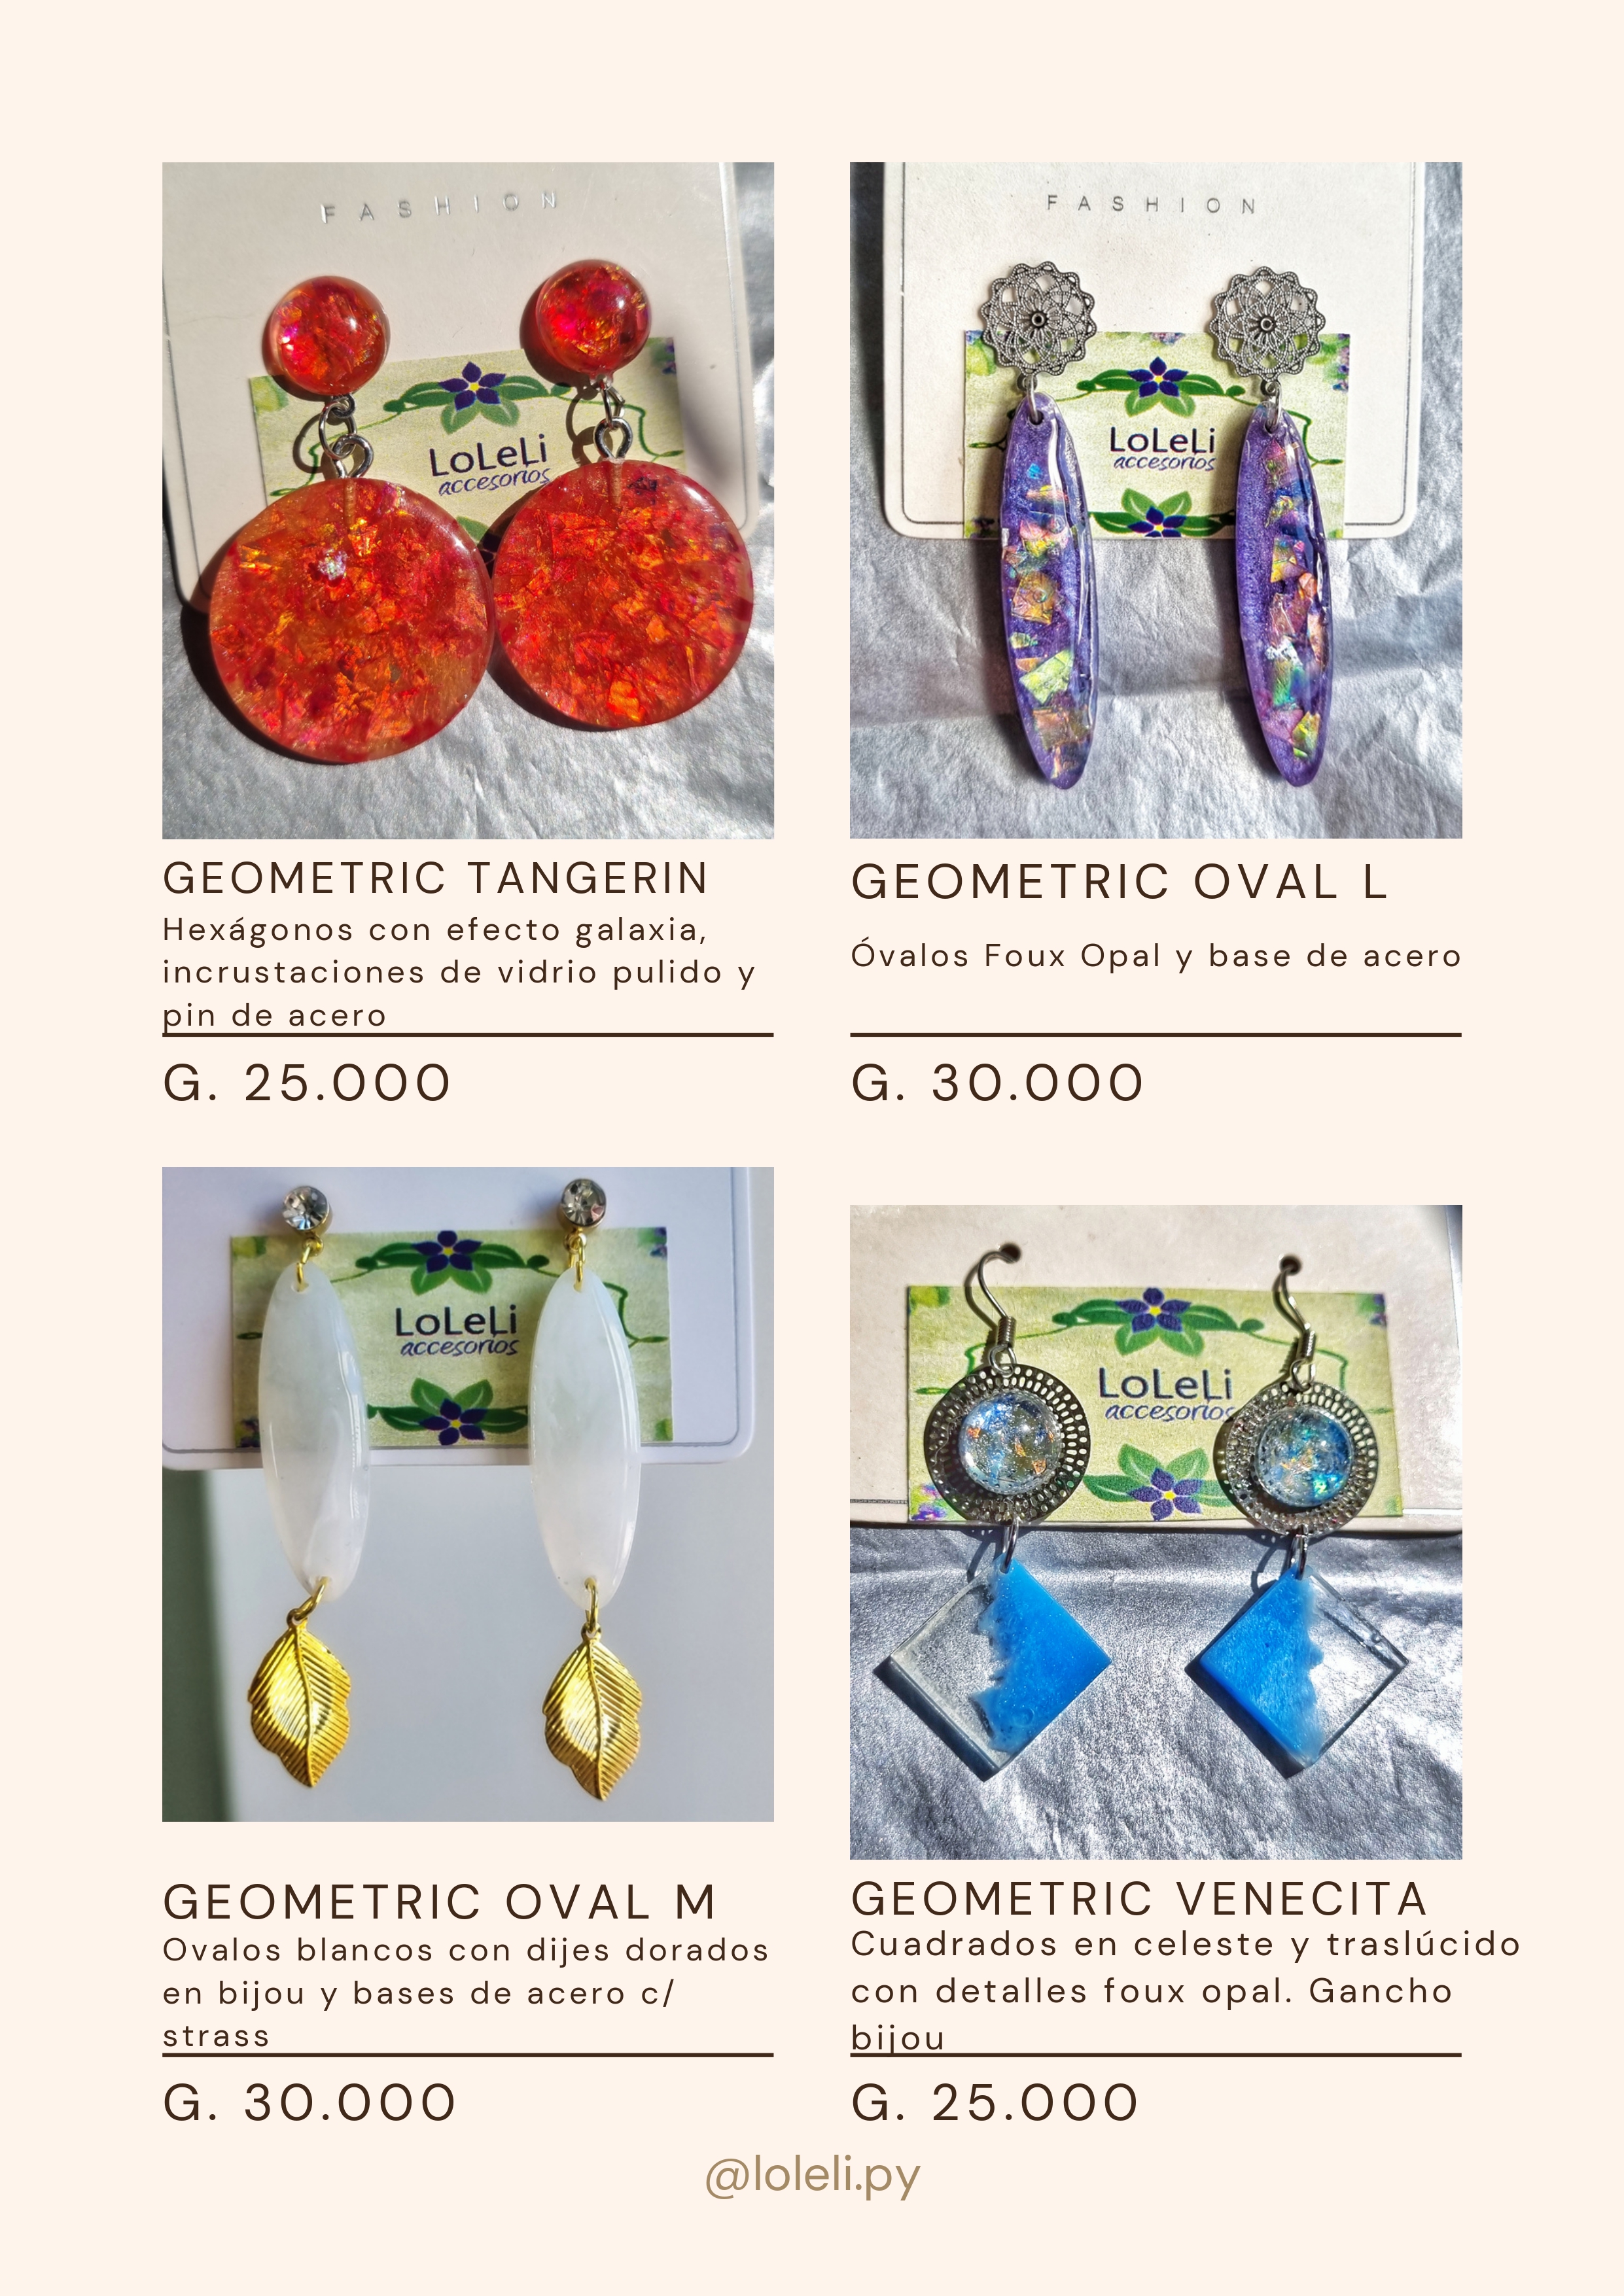 FASHION
LoLeLi
accesorios
FASHION
LoLeLi
accesorios
GEOMETRIC TANGERIN
Hexágonos con efecto galaxia,
incrustaciones de vidrio pulido y
pin de acero
G. 25.000
GEOMETRIC OVAL L
Óvalos Foux Opal y base de acero
G. 30.000
LoLeLi
accesorios
LoLeLi
accesorios
GEOMETRIC OVAL M
Ovalos blancos con dijes dorados
en bijou y bases de acero c/
strass
G. 30.000
GEOMETRIC VENECITA
Cuadrados en celeste y traslúcido
con detalles foux opal. Gancho
bijou
G. 25.000
@loleli.py